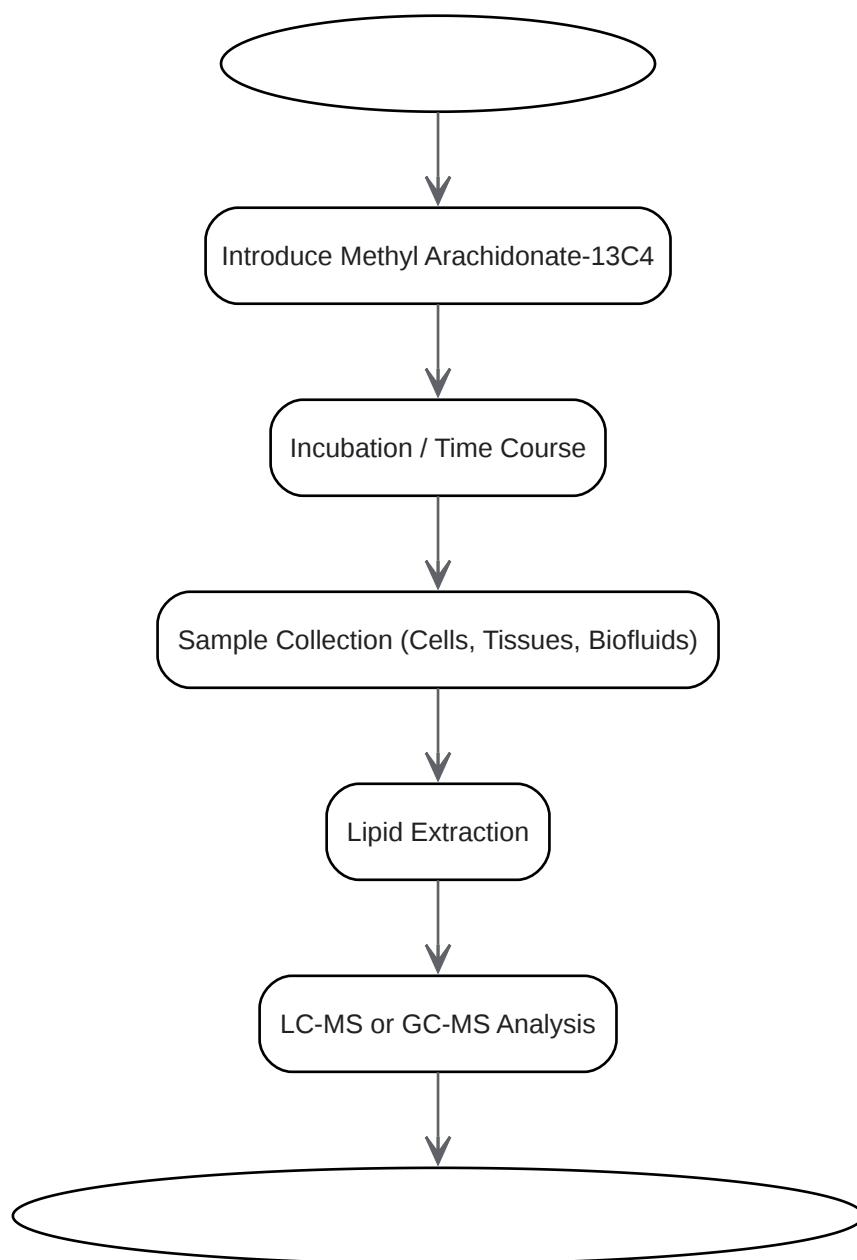 Introduce Methyl Arachidonate-13C4
Incubation / Time Course
Sample Collection (Cells, Tissues, Biofluids)
Lipid Extraction
LC-MS or GC-MS Analysis